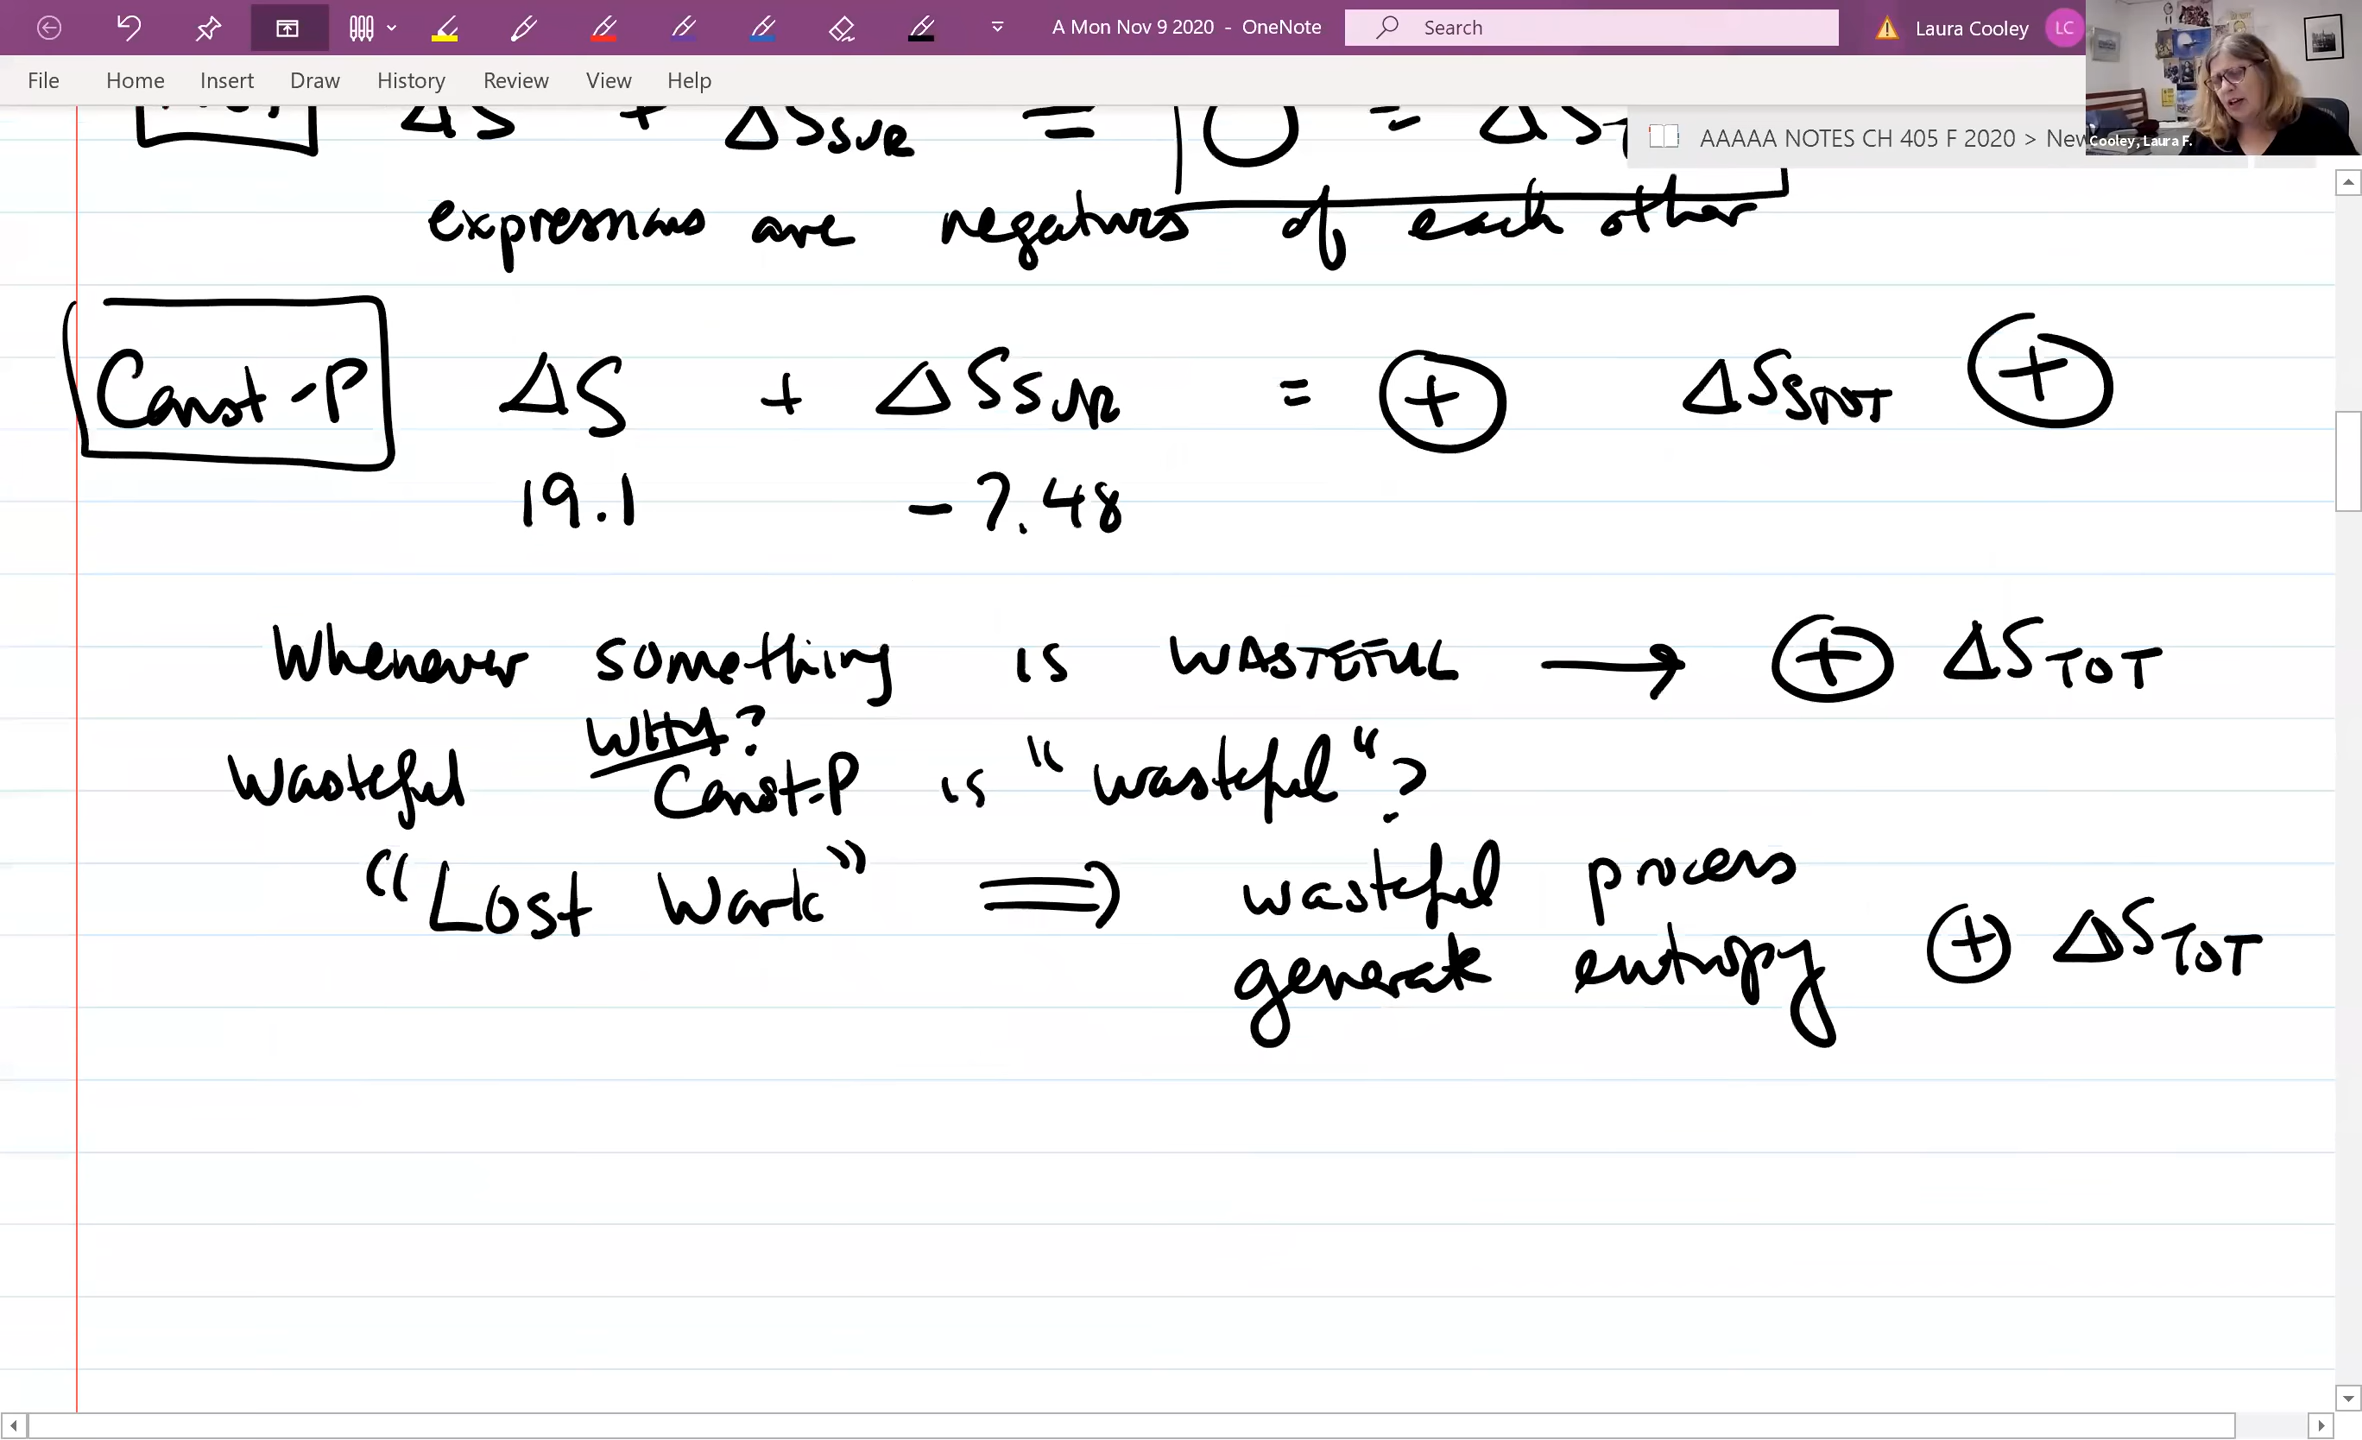 A Mon Nov 9 2020 - OneNote
Search
Laura Cooley
LC
File Home Insert Draw History Review View Help
AAAAA NOTES CH 405 F 2020 > New
Cooley, Laura F.
ΔS + ΔSSUR = 0 = ΔS
expressions are negatives of each other
Const-P ΔS + ΔSSUR = + +
19.1 -7.48
Whenever something is WASTEFUL → + ΔSTOT
WHY?
Wasteful Const-P is "wasteful"?
"Lost Work" ⇒ wasteful process
generate entropy + ΔSTOT